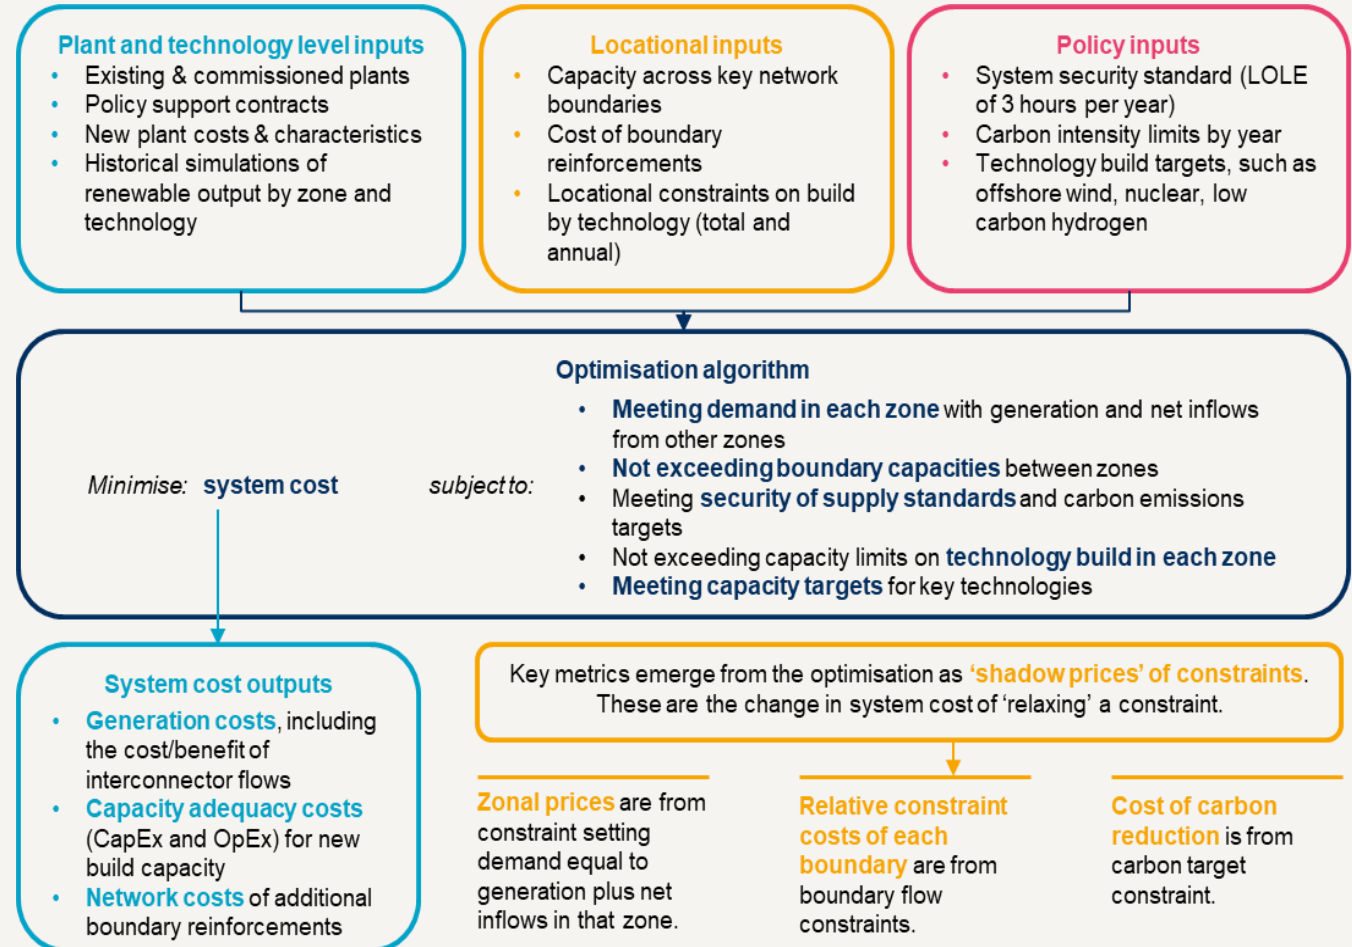 Plant and technology level inputs
• Existing & commissioned plants
• Policy support contracts
• New plant costs & characteristics
• Historical simulations of
renewable output by zone and
technology
Locational inputs
• Capacity across key network
boundaries
• Cost of boundary
reinforcements
• Locational constraints on build
by technology (total and
annual)
Policy inputs
• System security standard (LOLE
of 3 hours per year)
• Carbon intensity limits by year
• Technology build targets, such as
offshore wind, nuclear, low
carbon hydrogen
Optimisation algorithm
Minimise: system cost
subject to:
• Meeting demand in each zone with generation and net inflows
from other zones
• Not exceeding boundary capacities between zones
• Meeting security of supply standards and carbon emissions
targets
• Not exceeding capacity limits on technology build in each zone
• Meeting capacity targets for key technologies
System cost outputs
• Generation costs, including
the cost/benefit of
interconnector flows
• Capacity adequacy costs
(CapEx and OpEx) for new
build capacity
• Network costs of additional
boundary reinforcements
Key metrics emerge from the optimisation as ‘shadow prices’ of constraints.
These are the change in system cost of ‘relaxing’ a constraint.
Zonal prices are from
constraint setting
demand equal to
generation plus net
inflows in that zone.
Relative constraint
costs of each
boundary are from
boundary flow
constraints.
Cost of carbon
reduction is from
carbon target
constraint.